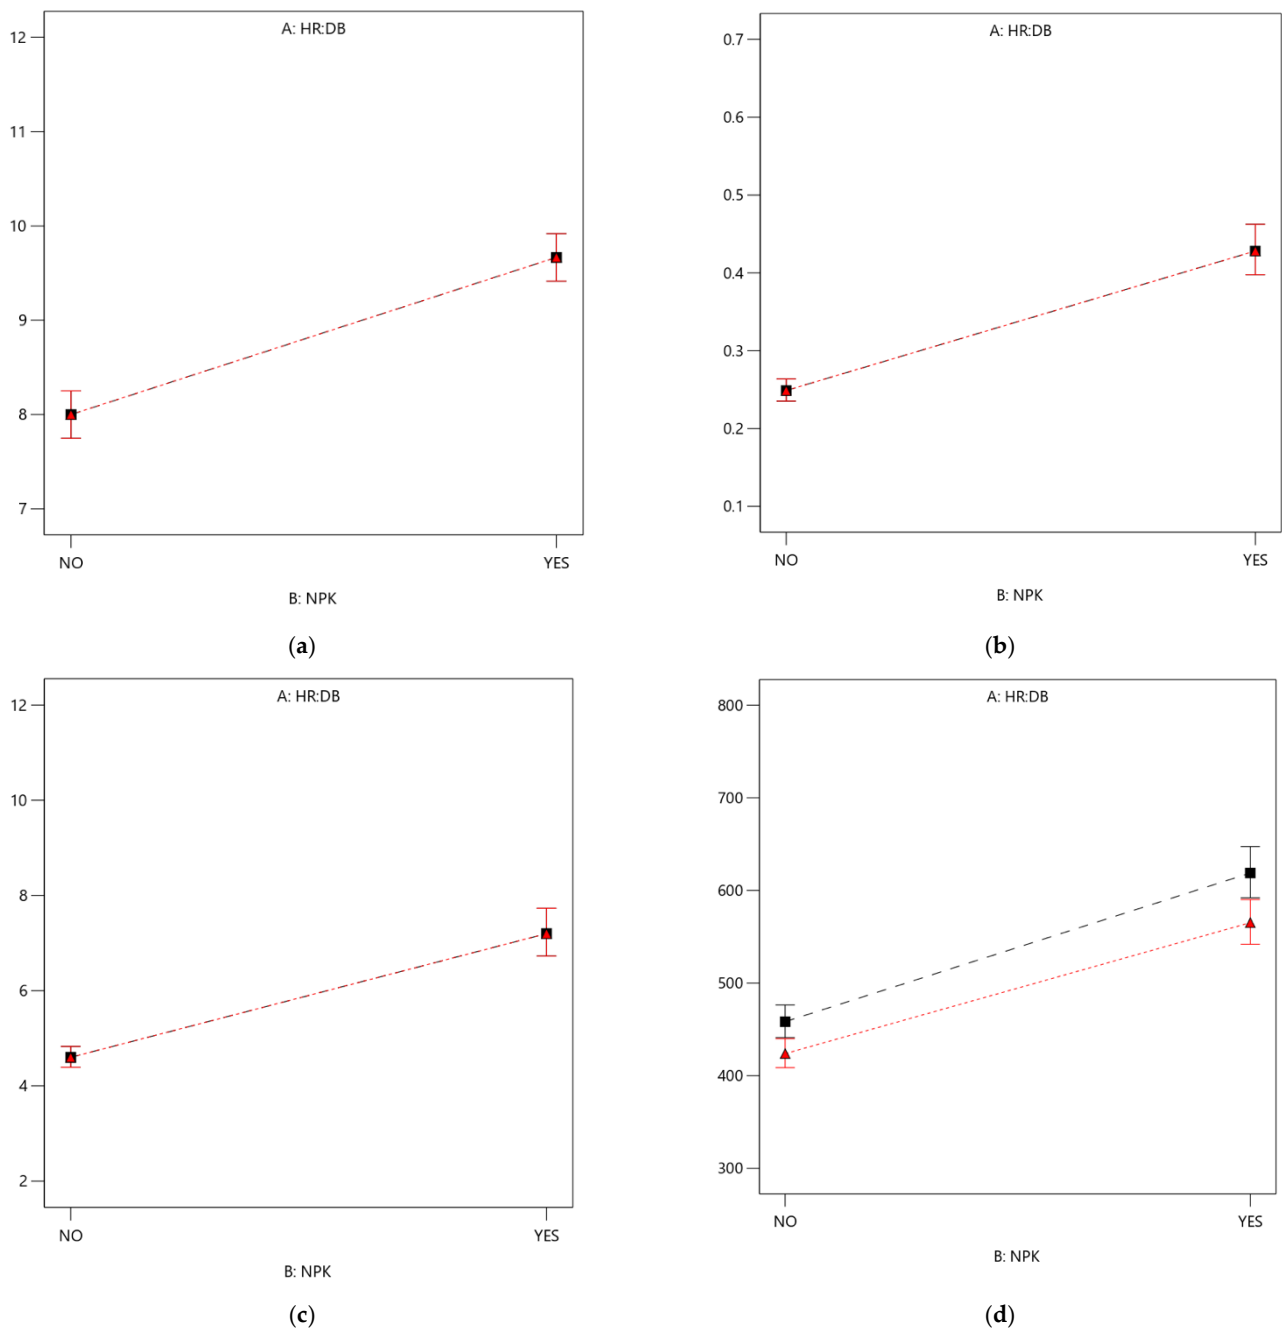 A: HR:DB
12
11
10
9
8
7
NO YES
B: NPK
(a)
A: HR:DB
0.7
0.6
0.5
0.4
0.3
0.2
0.1
NO YES
B: NPK
(b)
A: HR:DB
12
10
8
6
4
2
NO YES
B: NPK
(c)
A: HR:DB
800
700
600
500
400
300
NO YES
B: NPK
(d)